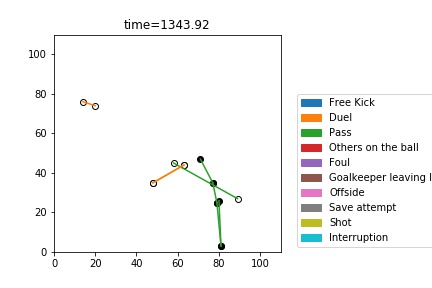 time=1343.92
100
80
60
40
20
0
0 20 40 60 80 100
Free Kick
Duel
Pass
Others on the ball
Foul
Goalkeeper leaving l
Offside
Save attempt
Shot
Interruption